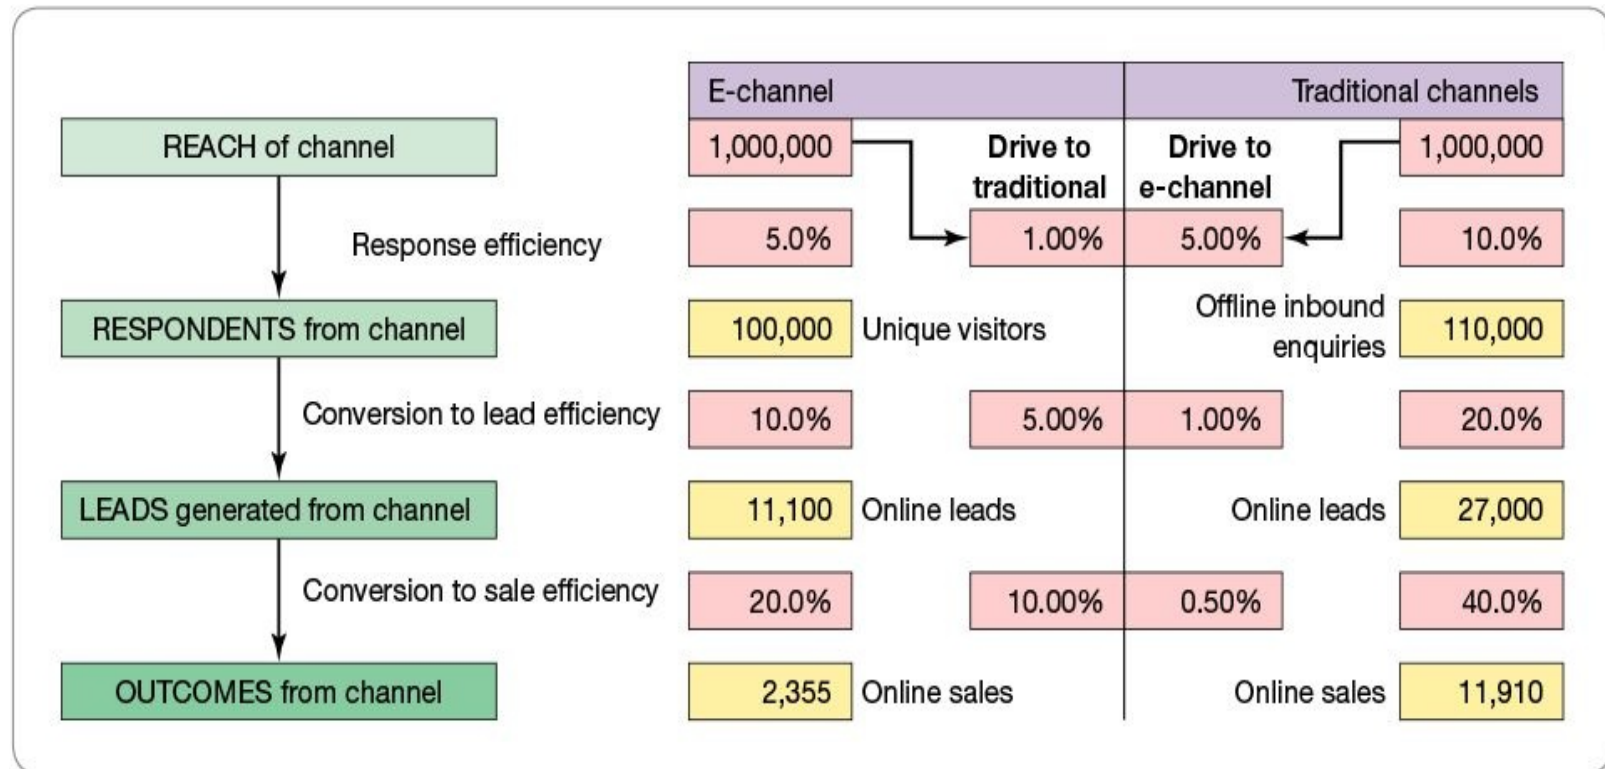 E-channel Traditional channels
REACH of channel 1,000,000 Drive to Drive to 1,000,000
traditional e-channel
Response efficiency 5.0% 1.00% 5.00% 10.0%
RESPONDENTS from channel 100,000 Unique visitors Offline inbound 110,000
enquiries
Conversion to lead efficiency 10.0% 5.00% 1.00% 20.0%
LEADS generated from channel 11,100 Online leads Online leads 27,000
Conversion to sale efficiency 20.0% 10.00% 0.50% 40.0%
OUTCOMES from channel 2,355 Online sales Online sales 11,910